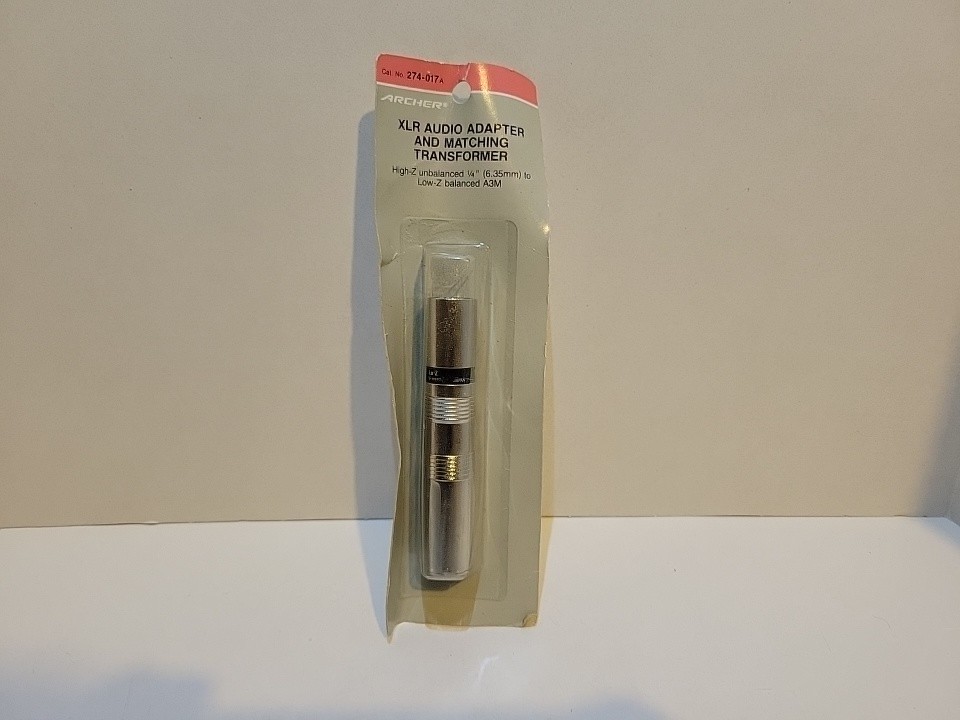 Cat. No. 274-017A
ARCHER®
XLR AUDIO ADAPTER
AND MATCHING
TRANSFORMER
High-Z unbalanced ¼" (6.35mm) to
Low-Z balanced A3M